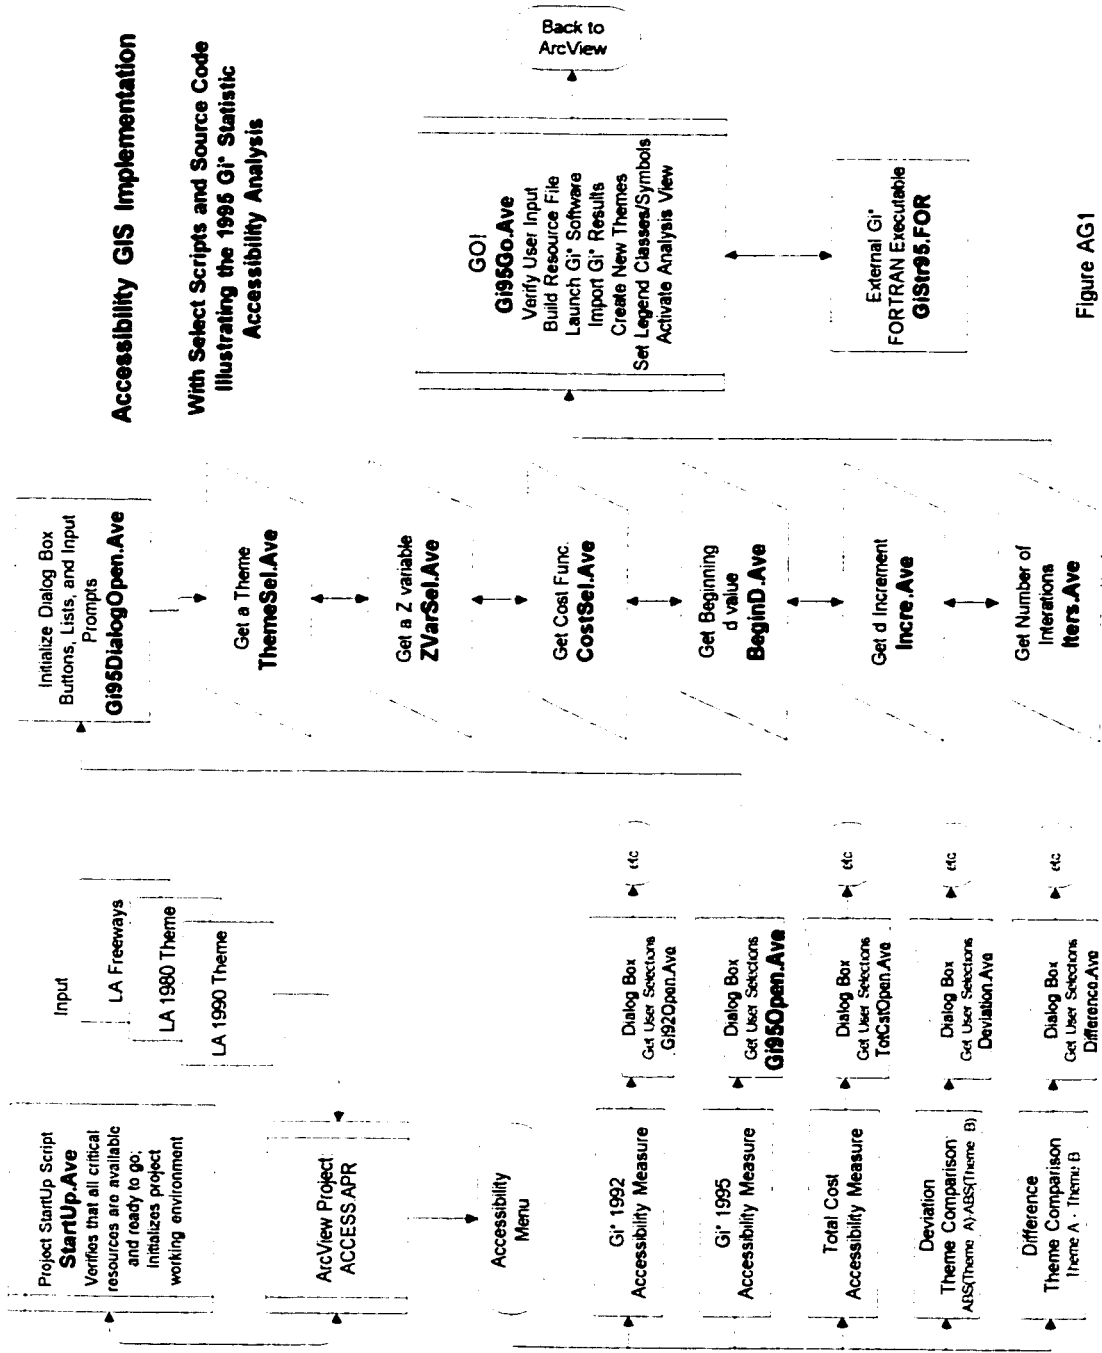 Accessibility GIS Implementation
With Select Scripts and Source Code
Illustrating the 1995 Gi* Statistic
Accessibility Analysis
Project StartUp Script
StartUp.Ave
Verifies that all critical
resources are available
and ready to go;
Initializes project
working environment
Input
LA Freeways
LA 1980 Theme
LA 1990 Theme
ArcView Project:
ACCESS.APR
Accessibility
Menu
Gi* 1992
Accessibility Measure
Dialog Box
Get User Selections
Gi92Open.Ave
etc
Gi* 1995
Accessibility Measure
Dialog Box
Get User Selections
Gi95Open.Ave
Total Cost
Accessibility Measure
Dialog Box
Get User Selections
TotCstOpen.Ave
etc
Deviation
Theme Comparison
ABS(Theme A)-ABS(Theme B)
Dialog Box
Get User Selections
Deviation.Ave
etc
Difference
Theme Comparison
Theme A - Theme B
Dialog Box
Get User Selections
Difference.Ave
etc
Initialize Dialog Box
Buttons, Lists, and Input
Prompts
Gi95DialogOpen.Ave
Get a Theme
ThemeSel.Ave
Get a Z variable
ZVarSel.Ave
Get Cost Func.
CostSel.Ave
Get Beginning
d value
BeginD.Ave
Get d Increment
Incre.Ave
Get Number of
Interations
Iters.Ave
GO!
Gi95Go.Ave
Verify User Input
Build Resource File
Launch Gi* Software
Import Gi* Results
Create New Themes
Set Legend Classes/Symbols
Activate Analysis View
Back to
ArcView
External Gi*
FORTRAN Executable
GiStr95.FOR
Figure AG1